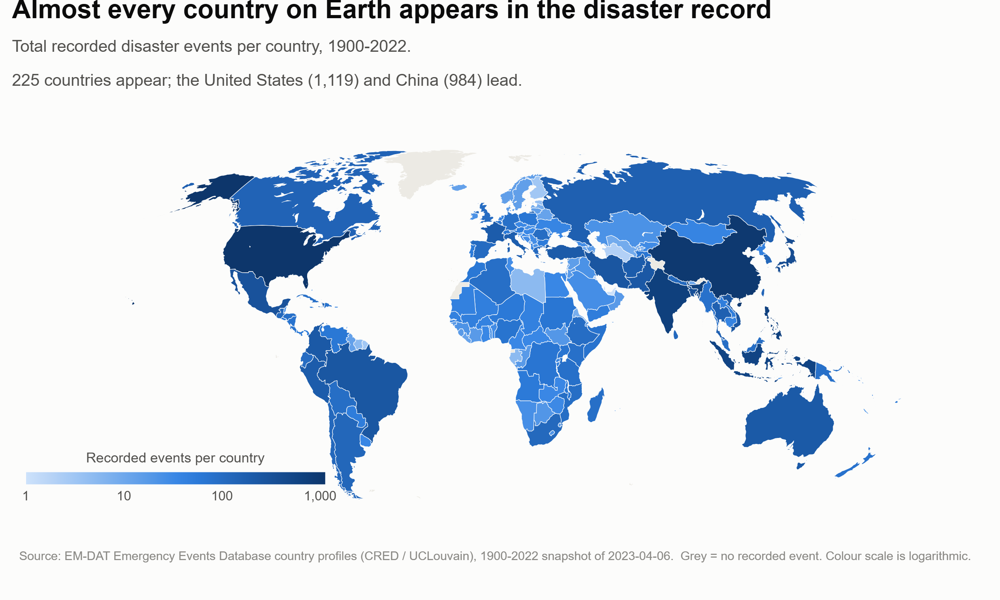 Almost every country on Earth appears in the disaster record
Total recorded disaster events per country, 1900-2022.
225 countries appear; the United States (1,119) and China (984) lead.
Recorded events per country
1 10 100 1,000
Source: EM-DAT Emergency Events Database country profiles (CRED / UCLouvain), 1900-2022 snapshot of 2023-04-06.  Grey = no recorded event. Colour scale is logarithmic.